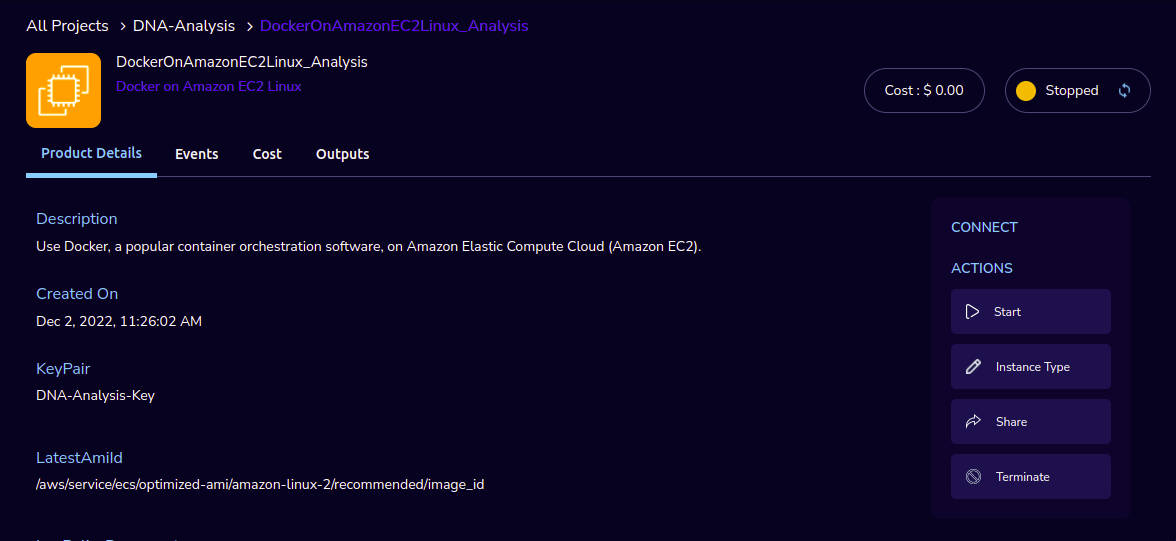 All Projects > DNA-Analysis > DockerOnAmazonEC2Linux_Analysis
DockerOnAmazonEC2Linux_Analysis
Docker on Amazon EC2 Linux
Cost : $ 0.00
Stopped
Product Details
Events
Cost
Outputs
Description
Use Docker, a popular container orchestration software, on Amazon Elastic Compute Cloud (Amazon EC2).
Created On
Dec 2, 2022, 11:26:02 AM
KeyPair
DNA-Analysis-Key
LatestAmiId
/aws/service/ecs/optimized-ami/amazon-linux-2/recommended/image_id
CONNECT
ACTIONS
Start
Instance Type
Share
Terminate